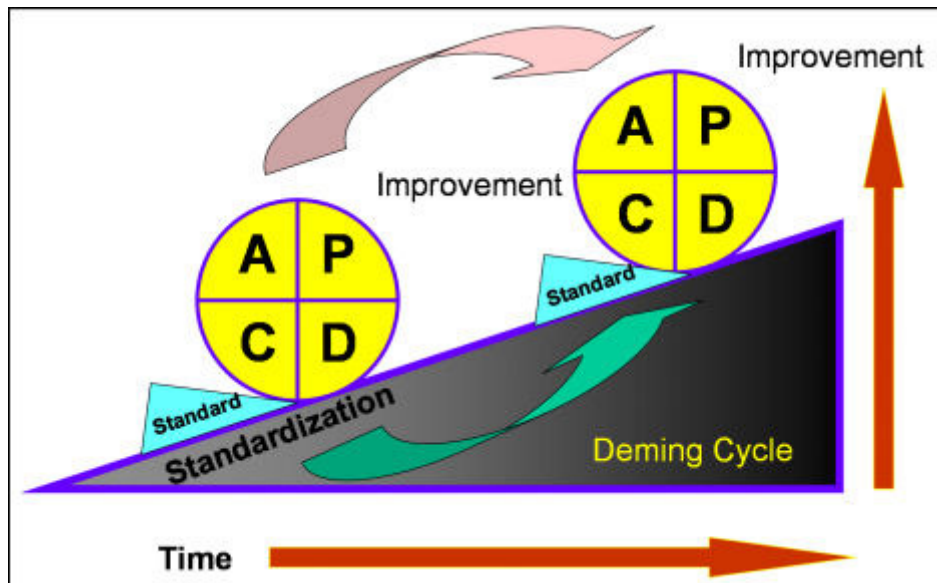 Improvement
A P
C D
Improvement
A P
C D
Standard
Standard
Standardization
Deming Cycle
Time